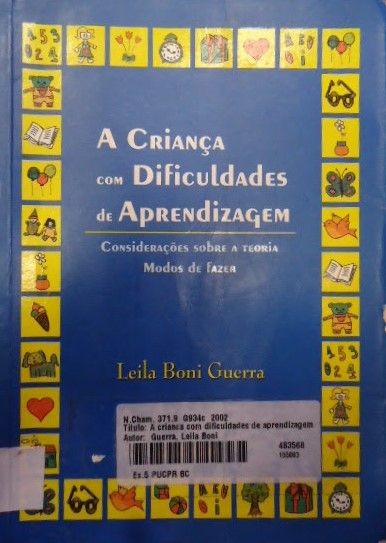 A Criança
com Dificuldades
de Aprendizagem
Considerações sobre a teoria
Modos de fazer
Leila Boni Guerra
N.Cham. 371.9 G934c 2002
Título: A crianca com dificuldades de aprendizagem
Autor: Guerra, Leila Boni
483568
Ex.5 PUCPR BC